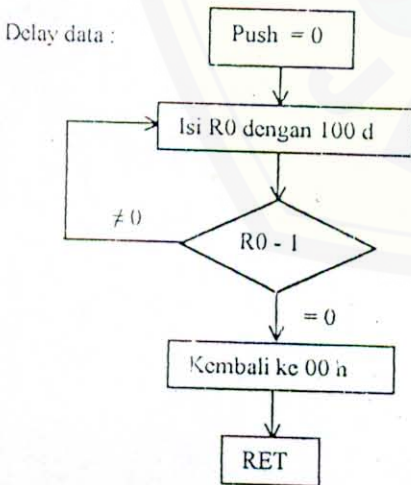 Delay data :
Push = 0
Isi R0 dengan 100 d
≠ 0
R0 - 1
= 0
Kembali ke 00 h
RET